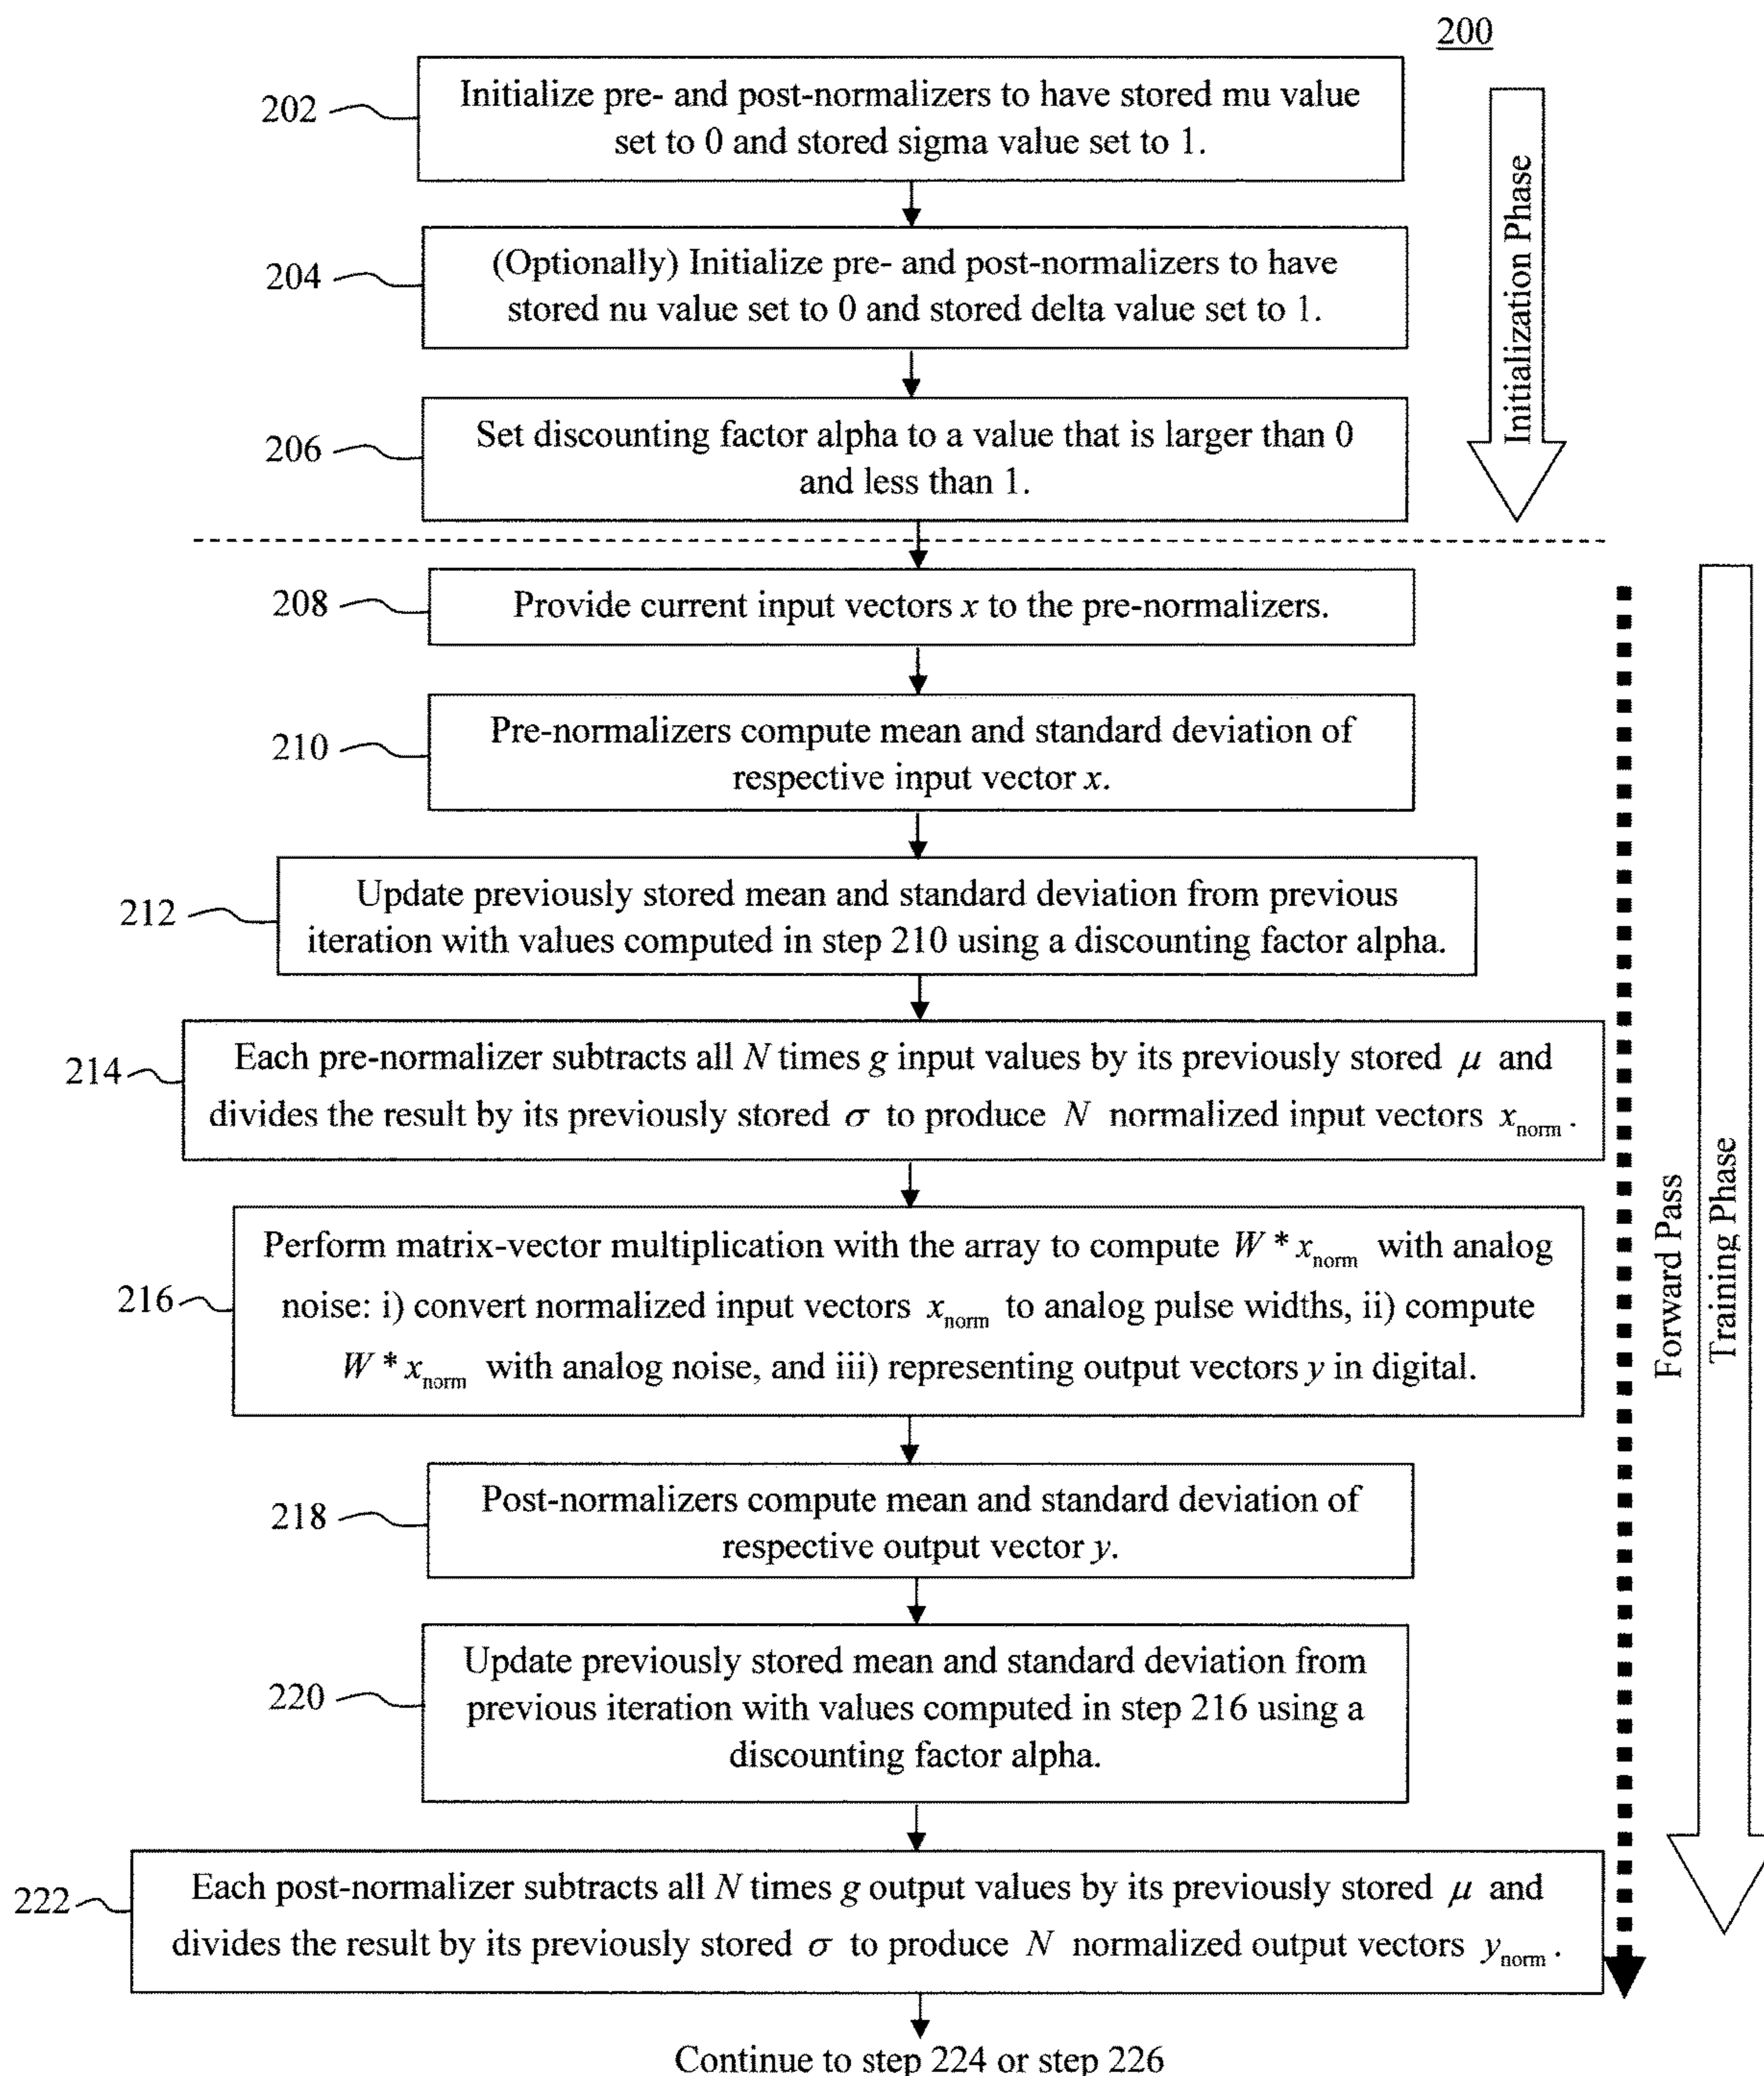 200
202
Initialize pre- and post-normalizers to have stored mu value
set to 0 and stored sigma value set to 1.
Initialization Phase
204
(Optionally) Initialize pre- and post-normalizers to have
stored nu value set to 0 and stored delta value set to 1.
206
Set discounting factor alpha to a value that is larger than 0
and less than 1.
208
Provide current input vectors x to the pre-normalizers.
210
Pre-normalizers compute mean and standard deviation of
respective input vector x.
212
Update previously stored mean and standard deviation from previous
iteration with values computed in step 210 using a discounting factor alpha.
214
Each pre-normalizer subtracts all N times g input values by its previously stored μ and
divides the result by its previously stored σ to produce N normalized input vectors x_norm.
216
Perform matrix-vector multiplication with the array to compute W * x_norm with analog
noise: i) convert normalized input vectors x_norm to analog pulse widths, ii) compute
W * x_norm with analog noise, and iii) representing output vectors y in digital.
Forward Pass
Training Phase
218
Post-normalizers compute mean and standard deviation of
respective output vector y.
220
Update previously stored mean and standard deviation from
previous iteration with values computed in step 216 using a
discounting factor alpha.
222
Each post-normalizer subtracts all N times g output values by its previously stored μ and
divides the result by its previously stored σ to produce N normalized output vectors y_norm.
Continue to step 224 or step 226